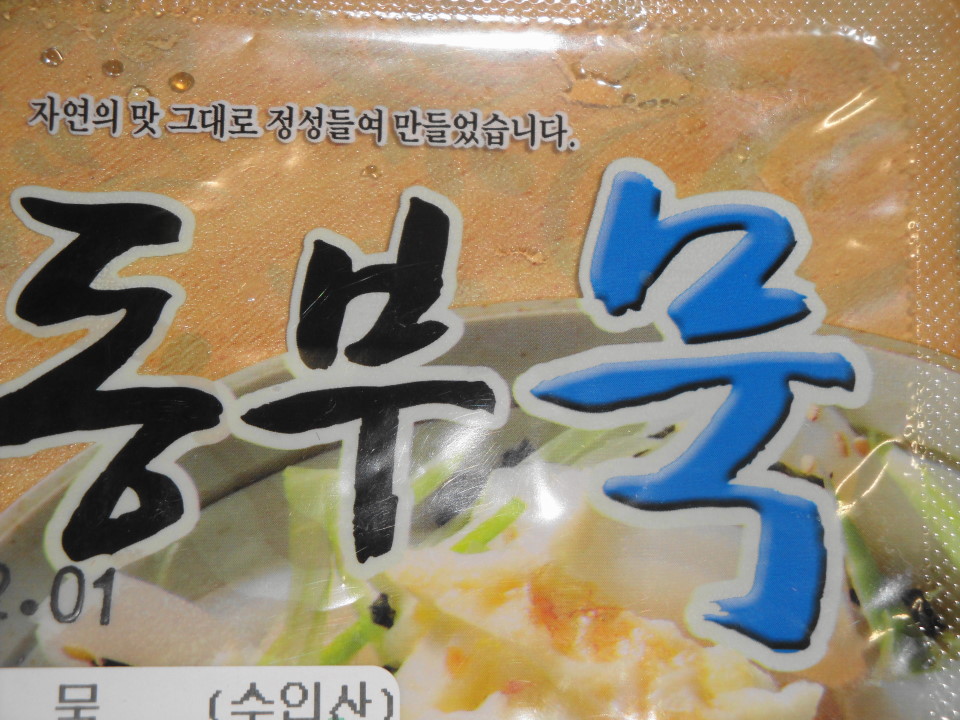 자연의 맛 그대로 정성들여 만들었습니다.
동부묵
2.01
묵 (수입산)